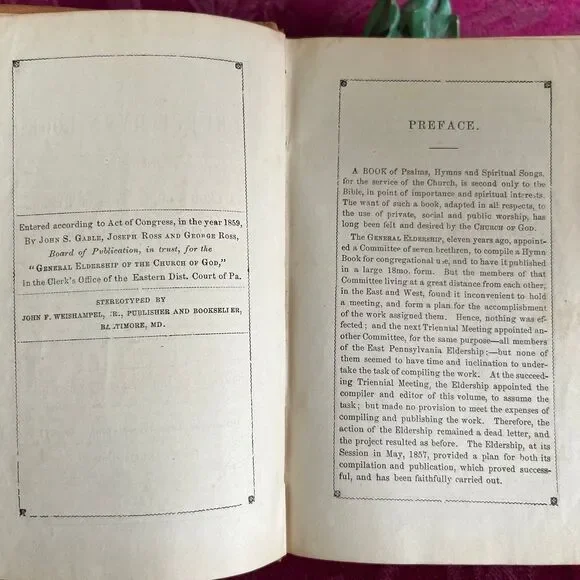 Entered according to Act of Congress, in the year 1859,
BY JOHN S. GABLE, JOSEPH ROSS AND GEORGE ROSS,
Board of Publication, in trust, for the
"GENERAL ELDERSHIP OF THE CHURCH OF GOD,"
in the Clerk's Office of the Eastern Dist. Court of Pa.
STEREOTYPED BY
JOHN F. WEISHAMPEL, JR., PUBLISHER AND BOOKSELLER,
BALTIMORE, MD.
PREFACE.
A BOOK of Psalms, Hymns and Spiritual Songs,
for the service of the Church, is second only to the
Bible, in point of importance and spiritual interests.
The want of such a book, adapted in all respects, to
the use of private, social and public worship, has
long been felt and desired by the CHURCH OF GOD.
The GENERAL ELDERSHIP, eleven years ago, appoint-
ed a Committee of seven brethren, to compile a Hymn
Book for congregational use, and to have it published
in a large 18mo. form. But the members of that
Committee living at a great distance from each other,
in the East and West, found it inconvenient to hold
a meeting, and form a plan for the accomplishment
of the work assigned them. Hence, nothing was ef-
fected; and the next Triennial Meeting appointed an-
other Committee, for the same purpose—all members
of the East Pennsylvania Eldership:—but none of
them seemed to have time and inclination to under-
take the task of compiling the work. At the succeed-
ing Triennial Meeting, the Eldership appointed the
compiler and editor of this volume, to assume the
task; but made no provision to meet the expenses of
compiling and publishing the work. Therefore, the
action of the Eldership remained a dead letter, and
the project resulted as before. The Eldership, at its
Session in May, 1857, provided a plan for both its
compilation and publication, which proved success-
ful, and has been faithfully carried out.